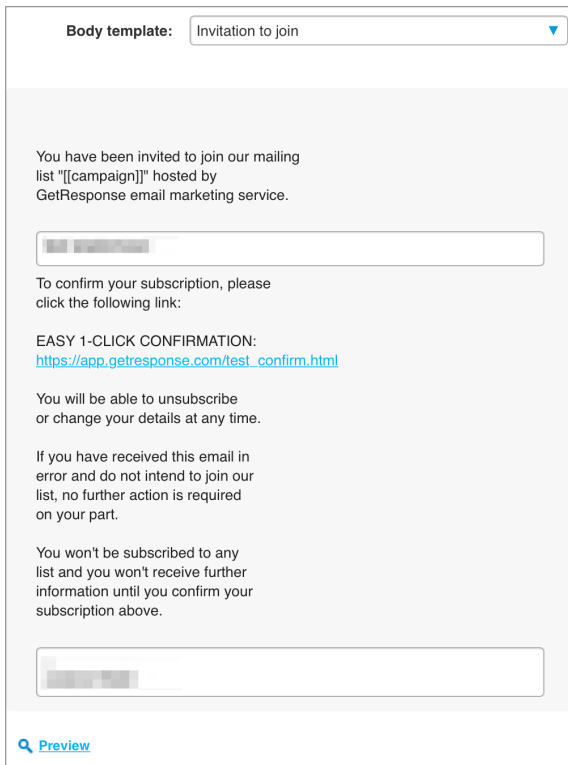 Body template: Invitation to join
You have been invited to join our mailing
list "[[campaign]]" hosted by
GetResponse email marketing service.
To confirm your subscription, please
click the following link:
EASY 1-CLICK CONFIRMATION:
https://app.getresponse.com/test_confirm.html
You will be able to unsubscribe
or change your details at any time.
If you have received this email in
error and do not intend to join our
list, no further action is required
on your part.
You won't be subscribed to any
list and you won't receive further
information until you confirm your
subscription above.
Preview